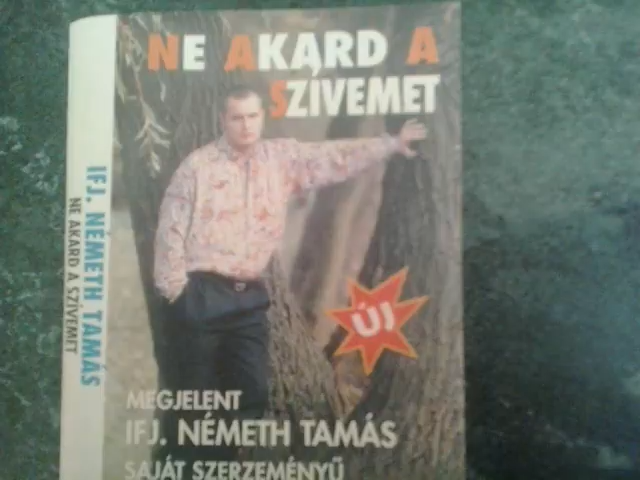 NE AKARD A
SZÍVEMET
IFJ. NÉMETH TAMÁS
NE AKARD A SZÍVEMET
ÚJ
MEGJELENT
IFJ. NÉMETH TAMÁS
SAJÁT SZERZEMÉNYŰ